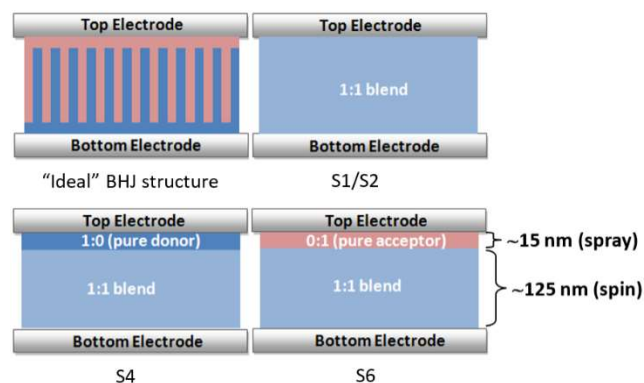 Top Electrode
Bottom Electrode
“Ideal” BHJ structure
Top Electrode
1:1 blend
Bottom Electrode
S1/S2
Top Electrode
1:0 (pure donor)
1:1 blend
Bottom Electrode
S4
Top Electrode
0:1 (pure acceptor)
1:1 blend
Bottom Electrode
S6
~15 nm (spray)
~125 nm (spin)